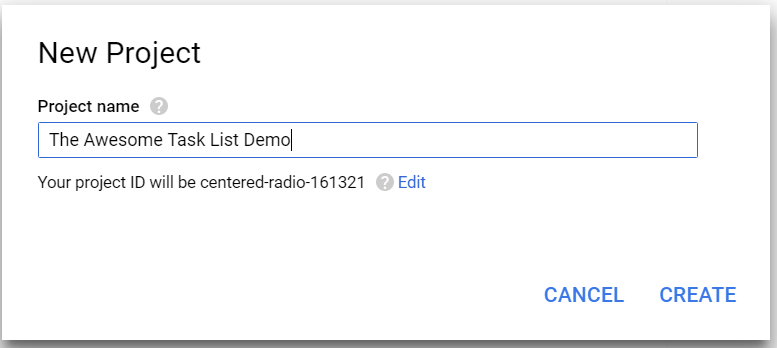 New Project
Project name ?
The Awesome Task List Demo
Your project ID will be centered-radio-161321 ? Edit
CANCEL CREATE